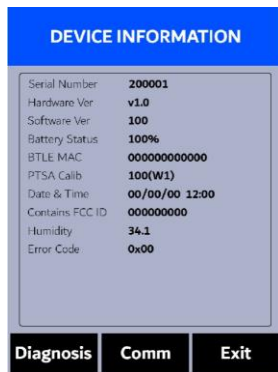 DEVICE INFORMATION
Serial Number 200001
Hardware Ver v1.0
Software Ver 100
Battery Status 100%
BTLE MAC 000000000000
PTSA Calib 100(W1)
Date & Time 00/00/00 12:00
Contains FCC ID 000000000
Humidity 34.1
Error Code 0x00
Diagnosis Comm Exit